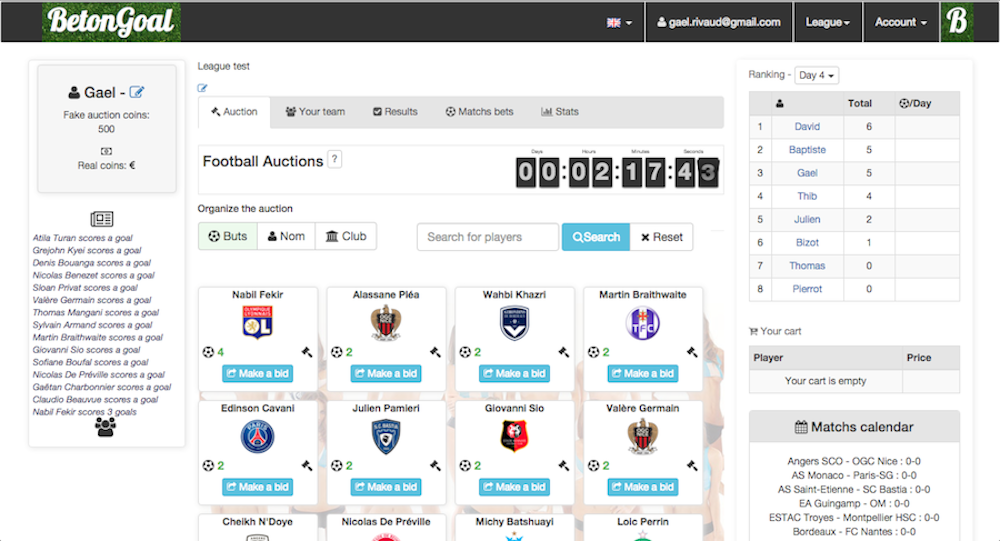 BetonGoal
gael.rivaud@gmail.com
League
Account
B
Gael -
Fake auction coins:
500
Real coins: €
Atila Turan scores a goal
Grejohn Kyei scores a goal
Denis Bouanga scores a goal
Nicolas Benezet scores a goal
Sloan Privat scores a goal
Valère Germain scores a goal
Thomas Mangani scores a goal
Sylvain Armand scores a goal
Martin Braithwaite scores a goal
Giovanni Sio scores a goal
Sofiane Boufal scores a goal
Nicolas De Préville scores a goal
Gaëtan Charbonnier scores a goal
Claudio Beauvue scores a goal
Nabil Fekir scores 3 goals
League test
Auction
Your team
Results
Matchs bets
Stats
Football Auctions ?
Days Hours Minutes Seconds
00:02:17:43
Organize the auction
Buts
Nom
Club
Search for players
Search
Reset
Nabil Fekir
OLYMPIQUE LYONNAIS
OL
4
Make a bid
Alassane Pléa
OGC NICE
2
Make a bid
Wahbi Khazri
2
Make a bid
Martin Braithwaite
TFC
2
Make a bid
Edinson Cavani
PARIS
2
Make a bid
Julien Pamieri
S.C. BASTIA
2
Make a bid
Giovanni Sio
2
Make a bid
Valère Germain
OGC NICE
2
Make a bid
Cheikh N'Doye
Nicolas De Préville
Michy Batshuayi
Loic Perrin
Ranking - Day 4
Total /Day
1 David 6
2 Baptiste 5
3 Gael 5
4 Thib 4
5 Julien 2
6 Bizot 1
7 Thomas 0
8 Pierrot 0
Your cart
Player Price
Your cart is empty
Matchs calendar
Angers SCO - OGC Nice : 0-0
AS Monaco - Paris-SG : 0-0
AS Saint-Etienne - SC Bastia : 0-0
EA Guingamp - OM : 0-0
ESTAC Troyes - Montpellier HSC : 0-0
Bordeaux - FC Nantes : 0-0